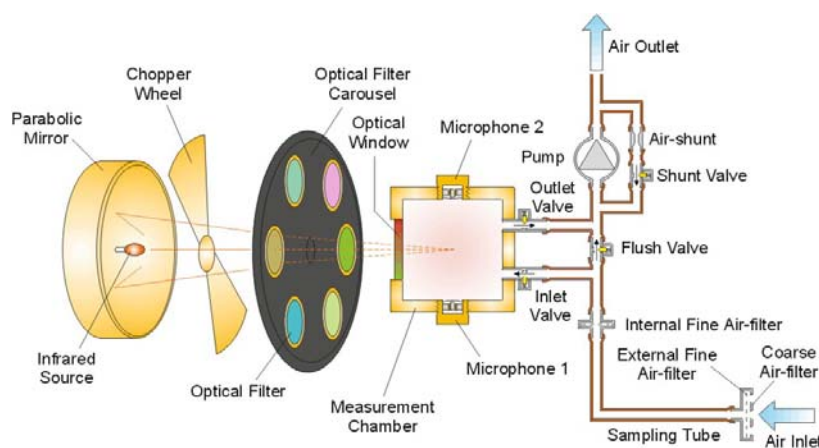 Air Outlet
Chopper
Wheel
Optical Filter
Carousel
Parabolic
Mirror
Optical
Window
Microphone 2
Air-shunt
Pump
Shunt Valve
Outlet
Valve
Flush Valve
Inlet
Valve
Internal Fine Air-filter
External Fine
Air-filter
Coarse
Air-filter
Infrared
Source
Optical Filter
Microphone 1
Measurement
Chamber
Sampling Tube
Air Inlet